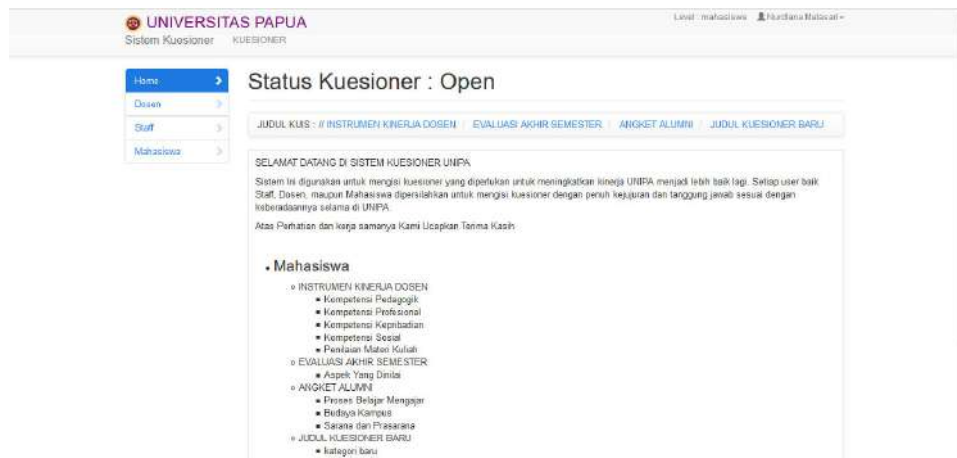 UNIVERSITAS PAPUA
Level : mahasiswa
Sistem Kuesioner KUESIONER
Home
Dosen
Staff
Mahasiswa
Status Kuesioner : Open
JUDUL KUIS : // INSTRUMEN KINERJA DOSEN / EVALUASI AKHIR SEMESTER / ANGKET ALUMNI / JUDUL KUESIONER BARU
SELAMAT DATANG DI SISTEM KUESIONER UNIPA
Sistem Ini digunakan untuk mengisi kuesioner yang diperlukan untuk meningkatkan kinerja UNIPA menjadi lebih baik lagi. Setiap user baik
Staff, Dosen, maupun Mahasiswa dipersilahkan untuk mengisi kuesioner dengan penuh kejujuran dan tanggung jawab sesuai dengan
keberadaannya selama di UNIPA
Atas Perhatian dan kerja samanya Kami Ucapkan Terima Kasih
Mahasiswa
INSTRUMEN KINERJA DOSEN
Kompetensi Pedagogik
Kompetensi Profesional
Kompetensi Kepribadian
Kompetensi Sosial
Penilaian Materi Kuliah
EVALUASI AKHIR SEMESTER
Aspek Yang Dinilai
ANGKET ALUMNI
Proses Belajar Mengajar
Budaya Kampus
Sarana dan Prasarana
JUDUL KUESIONER BARU
kategori baru